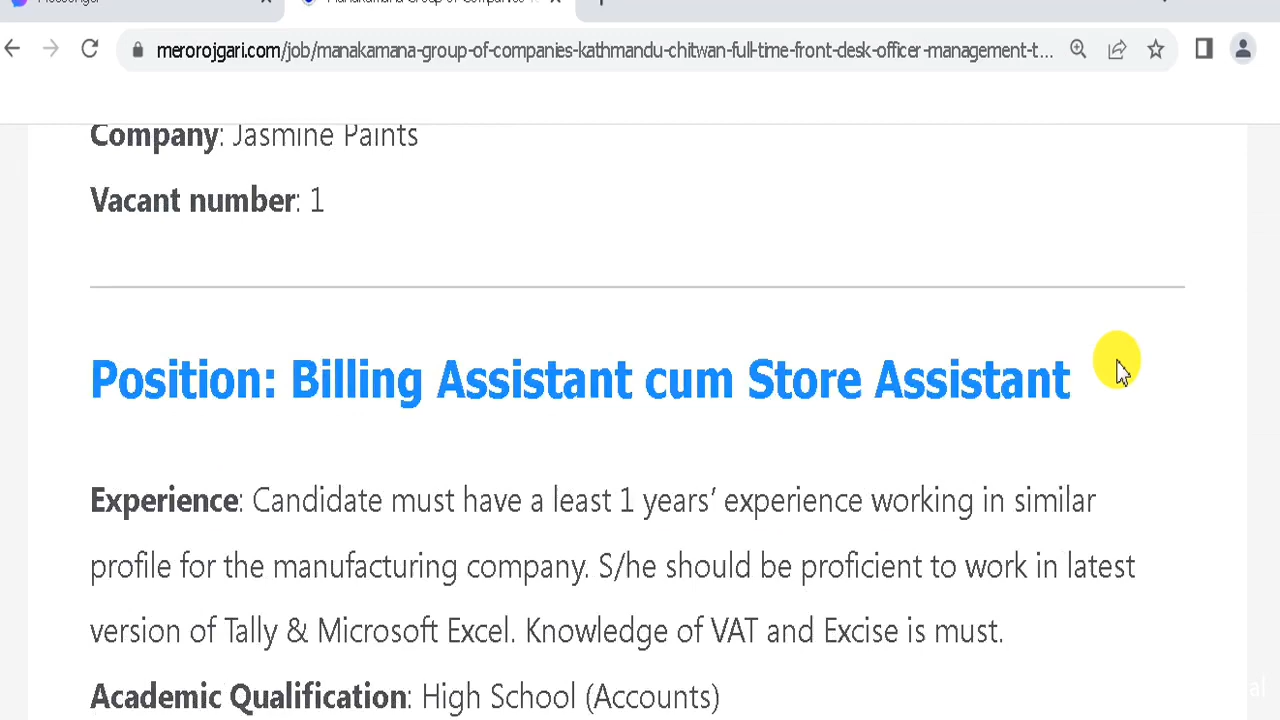 merorojgari.com/job/manakamana-group-of-companies-kathmandu-chitwan-full-time-front-desk-officer-management-t...
Company: Jasmine Paints
Vacant number: 1
Position: Billing Assistant cum Store Assistant
Experience: Candidate must have a least 1 years’ experience working in similar
profile for the manufacturing company. S/he should be proficient to work in latest
version of Tally & Microsoft Excel. Knowledge of VAT and Excise is must.
Academic Qualification: High School (Accounts)